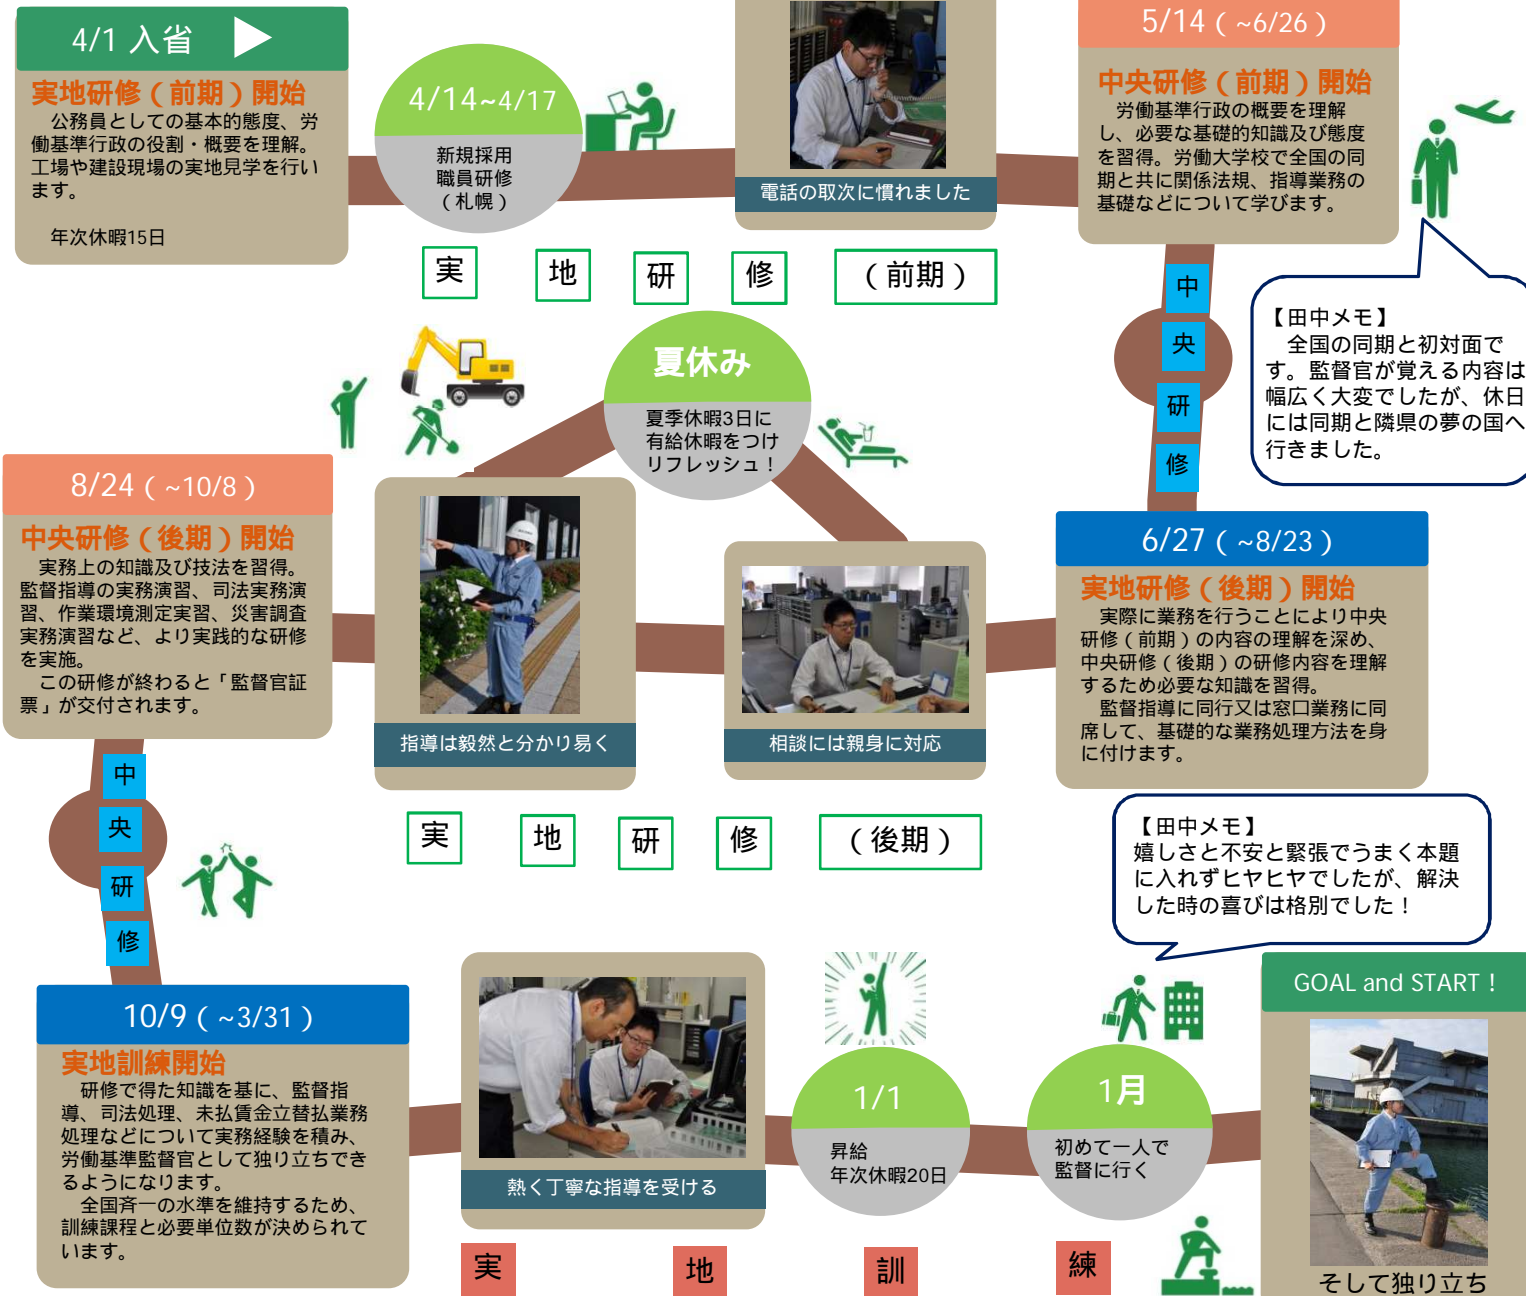 4/1 入省
実地研修(前期)開始
公務員としての基本的態度、労
働基準行政の役割・概要を理解。
工場や建設現場の実地見学を行い
ます。
年次休暇15日
4/14~4/17
新規採用
職員研修
(札幌)
電話の取次に慣れました
5/14(~6/26)
中央研修(前期)開始
労働基準行政の概要を理解
し、必要な基礎的知識及び態度
を習得。労働大学校で全国の同
期と共に関係法規、指導業務の
基礎などについて学びます。
実 地 研 修 (前期)
中
央
研
修
【田中メモ】
全国の同期と初対面で
す。監督官が覚える内容は
幅広く大変でしたが、休日
には同期と隣県の夢の国へ
行きました。
夏休み
夏季休暇3日に
有給休暇をつけ
リフレッシュ!
6/27(~8/23)
実地研修(後期)開始
実際に業務を行うことにより中央
研修(前期)の内容の理解を深め、
中央研修(後期)の研修内容を理解
するため必要な知識を習得。
監督指導に同行又は窓口業務に同
席して、基礎的な業務処理方法を身
に付けます。
相談には親身に対応
指導は毅然と分かり易く
実 地 研 修 (後期)
8/24(~10/8)
中央研修(後期)開始
実務上の知識及び技法を習得。
監督指導の実務演習、司法実務演
習、作業環境測定実習、災害調査
実務演習など、より実践的な研修
を実施。
この研修が終わると「監督官証
票」が交付されます。
中
央
研
修
10/9(~3/31)
実地訓練開始
研修で得た知識を基に、監督指
導、司法処理、未払賃金立替払業務
処理などについて実務経験を積み、
労働基準監督官として独り立ちでき
るようになります。
全国斉一の水準を維持するため、
訓練課程と必要単位数が決められて
います。
熱く丁寧な指導を受ける
1/1
昇給
年次休暇20日
1月
初めて一人で
監督に行く
【田中メモ】
嬉しさと不安と緊張でうまく本題
に入れずヒヤヒヤでしたが、解決
した時の喜びは格別でした!
GOAL and START!
そして独り立ち
実 地 訓 練